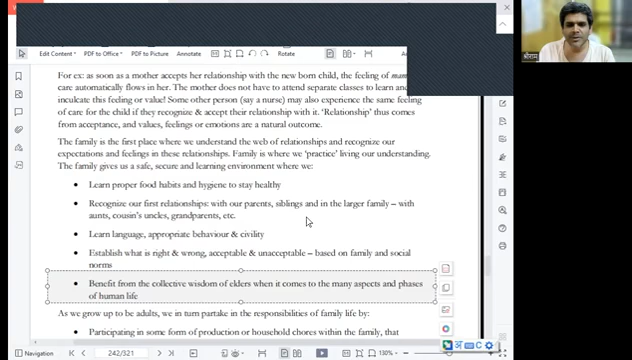 Edit Content PDF to Office PDF to Picture Annotate Rotate
श्रीराम
For ex: as soon as a mother accepts her relationship with the new born child, the feeling of
care automatically flows in her. The mother does not have to attend separate classes to learn
inculcate this feeling or value! Some other person (say a nurse) may also experience the same feeling
of care for the child if they recognize & accept their relationship with it. ‘Relationship’ thus comes
from acceptance, and values, feelings or emotions are a natural outcome.
The family is the first place where we understand the web of relationships and recognize our
expectations and feelings in these relationships. Family is where we ‘practice’ living our understanding.
The family gives us a safe, secure and learning environment where we:
• Learn proper food habits and hygiene to stay healthy
• Recognize our first relationships: with our parents, siblings and in the larger family – with
aunts, cousin’s uncles, grandparents, etc.
• Learn language, appropriate behaviour & civility
• Establish what is right & wrong, acceptable & unacceptable – based on family and social
norms
• Benefit from the collective wisdom of elders when it comes to the many aspects and phases
of human life
As we grow up to be adults, we in turn partake in the responsibilities of family life by:
• Participating in some form of production or household chores within the family, that
Navigation 242/321 130%